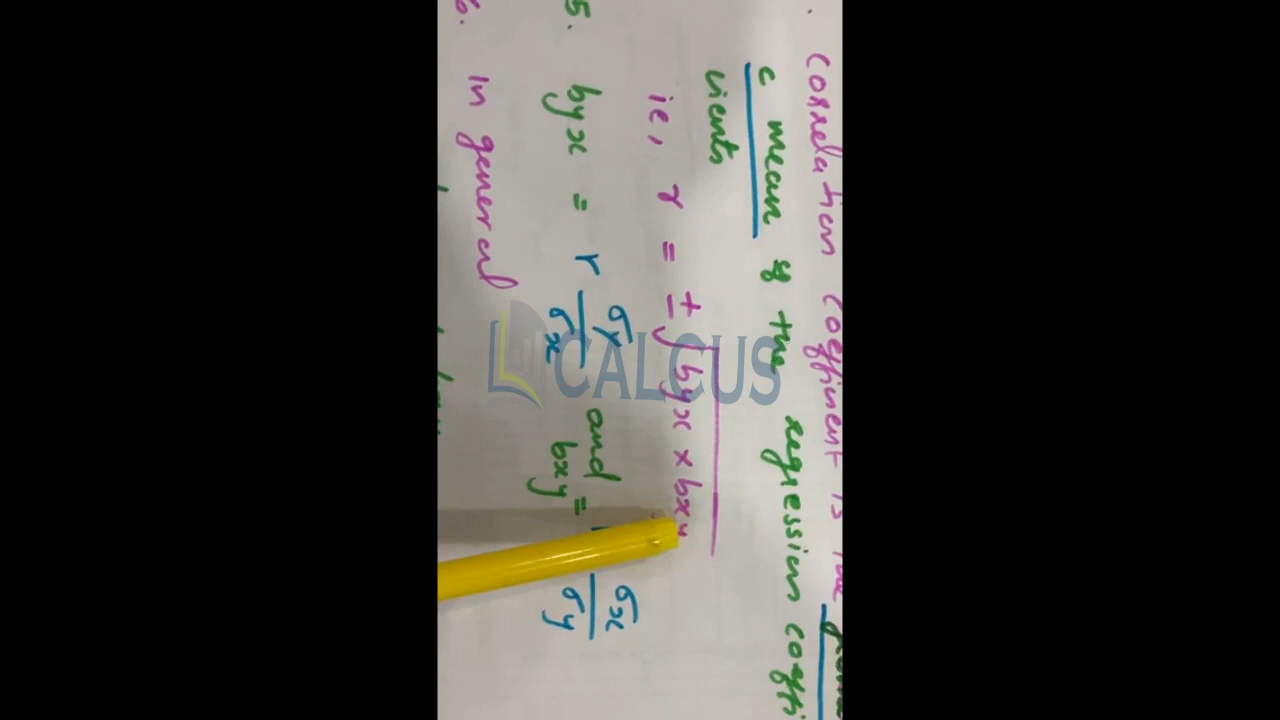 Correlation coefficient is the
c mean of the regression coeffi
cients
ie, r = ± √byx × bxy
5. byx = r σy/σx and bxy = σx/σy
6. In general
CALCUS